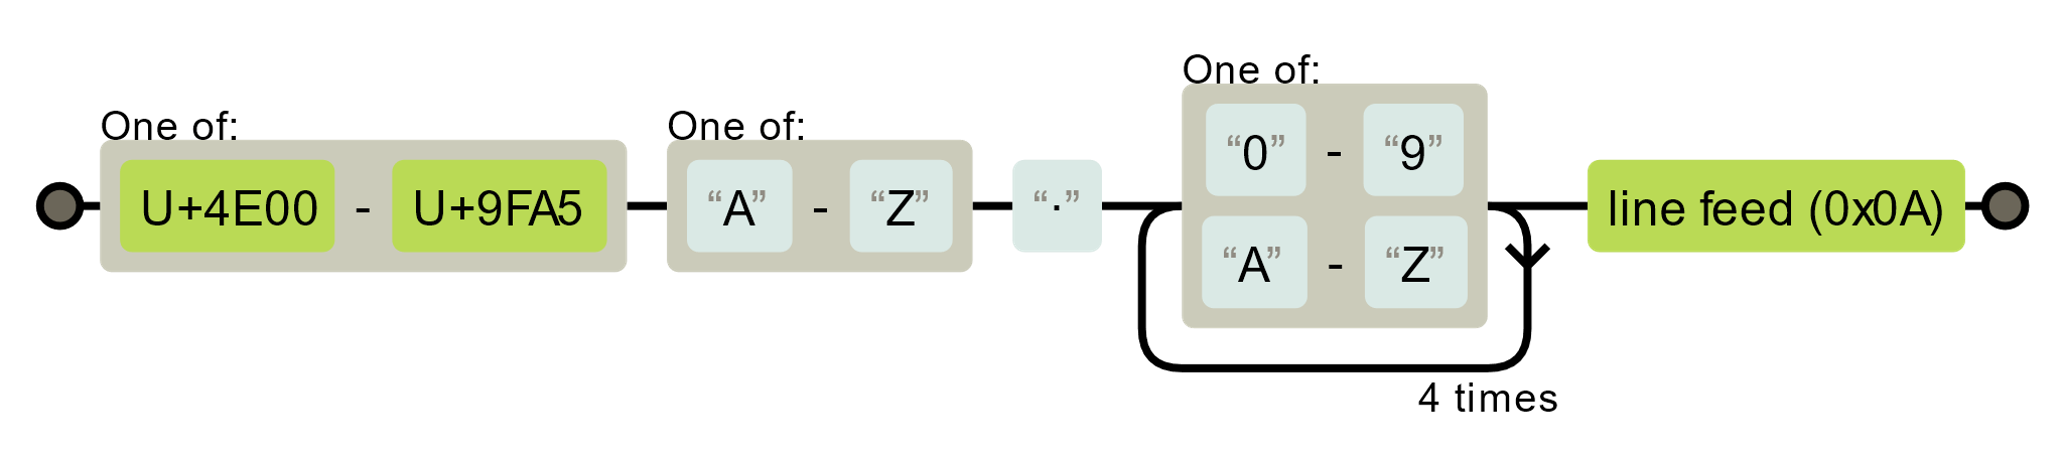 One of:
U+4E00 - U+9FA5
One of:
“A” - “Z”
“·”
One of:
“0” - “9”
“A” - “Z”
4 times
line feed (0x0A)